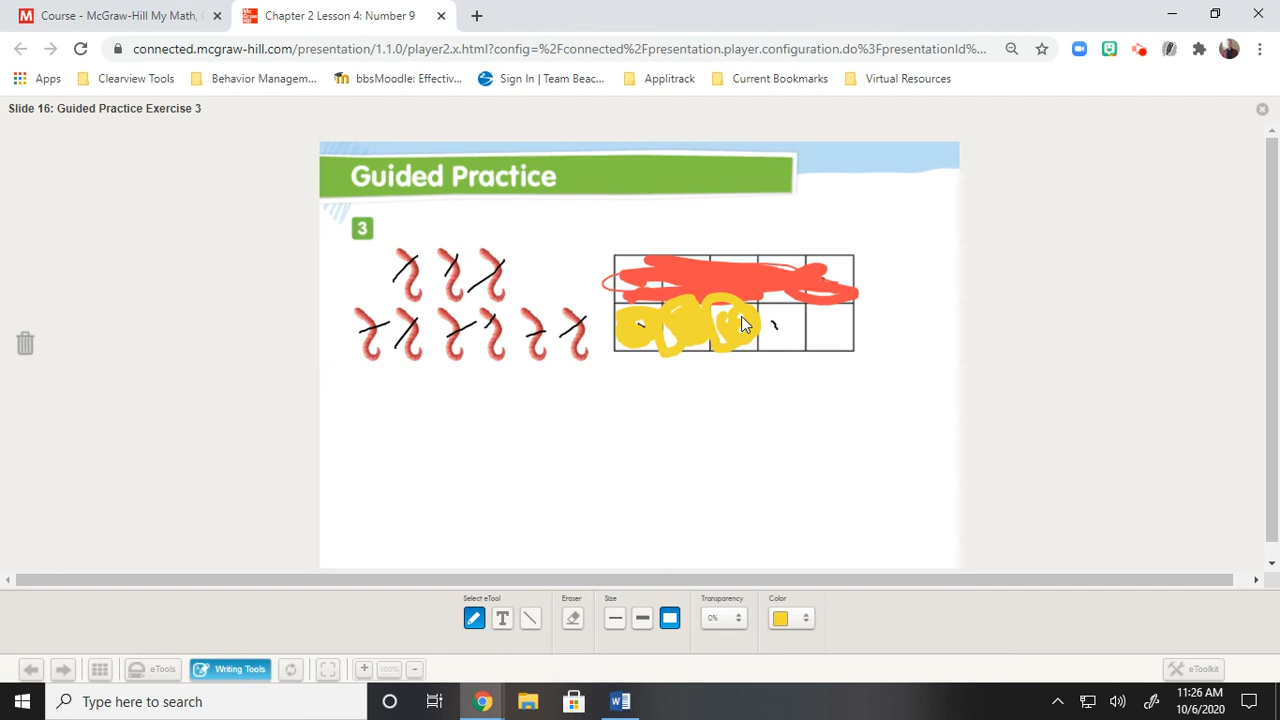 Course - McGraw-Hill My Math, C
Chapter 2 Lesson 4: Number 9
connected.mcgraw-hill.com/presentation/1.1.0/player2.x.html?config=%2Fconnected%2Fpresentation.player.configuration.do%3FpresentationId%...
Apps
Clearview Tools
Behavior Managem...
bbsMoodle: Effectiv...
Sign In | Team Beac...
Applitrack
Current Bookmarks
Virtual Resources
Slide 16: Guided Practice Exercise 3
Guided Practice
3
Select eTool
Eraser
Size
Transparency
Color
T
0%
eTools
Writing Tools
100%
eToolkit
Type here to search
11:26 AM
10/6/2020